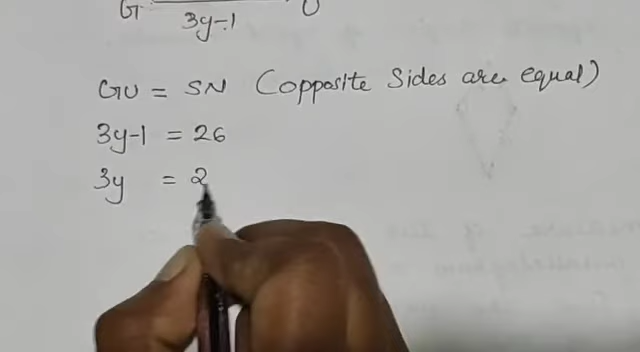 G U
3y-1
GU = SN (Opposite Sides are equal)
3y-1 = 26
3y = 2